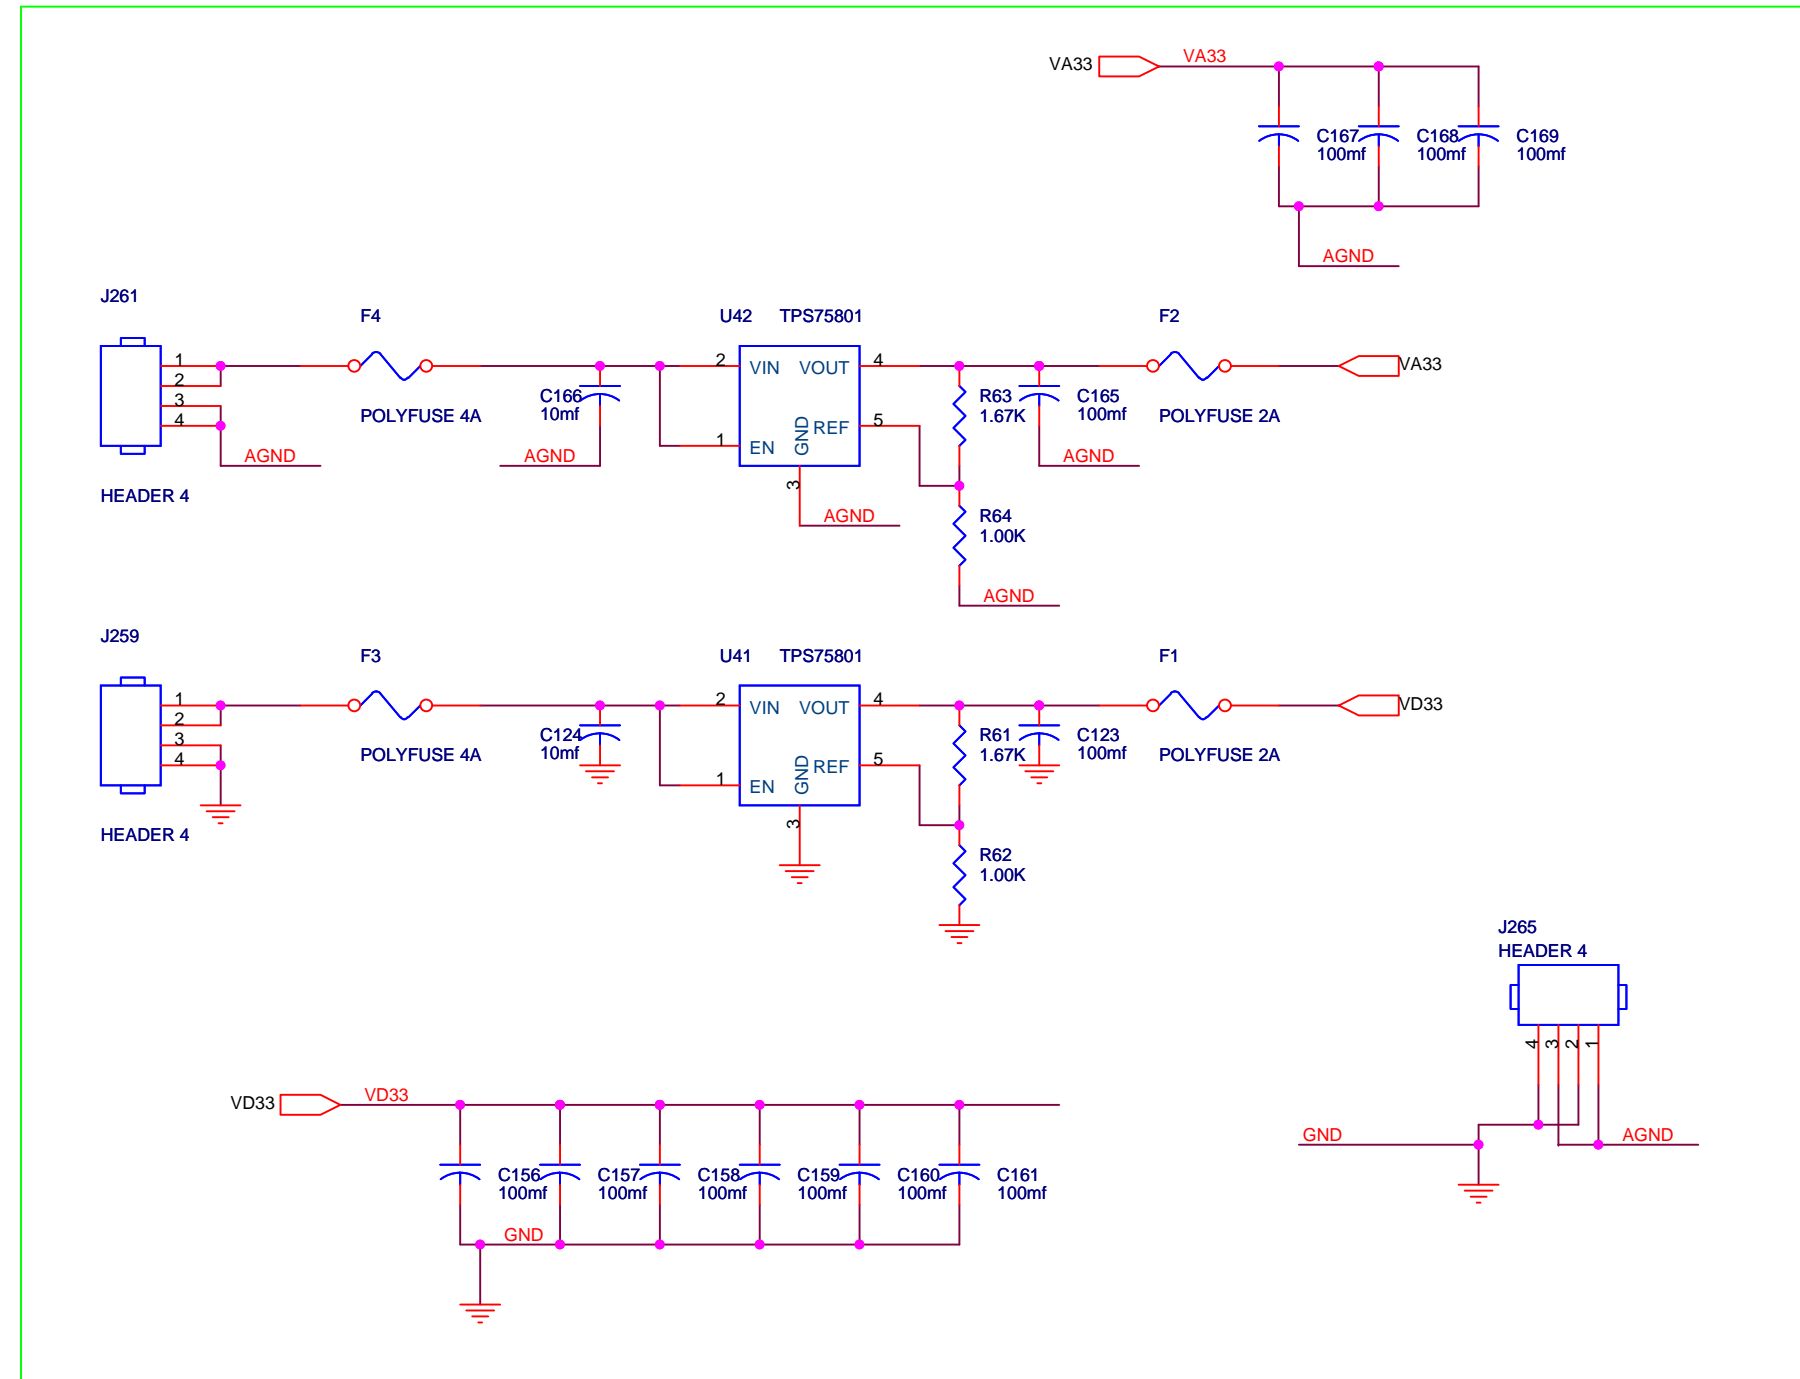 VA33 VA33
C167 C168 C169
100mf 100mf 100mf
AGND
J261
F4 U42 TPS75801 F2
1 2 VIN VOUT 4 VA33
2
3
4
C166
10mf
R63
1.67K
C165
100mf
POLYFUSE 4A
POLYFUSE 2A
1 EN GND REF 5
AGND AGND AGND
3
HEADER 4
AGND
R64
1.00K
AGND
J259
F3 U41 TPS75801 F1
1 2 VIN VOUT 4 VD33
2
3
4
C124
10mf
R61
1.67K
C123
100mf
POLYFUSE 4A
POLYFUSE 2A
1 EN GND REF 5
3
HEADER 4
R62
1.00K
J265
HEADER 4
4 3 2 1
VD33 VD33
GND AGND
C156 C157 C158 C159 C160 C161
100mf 100mf 100mf 100mf 100mf 100mf
GND